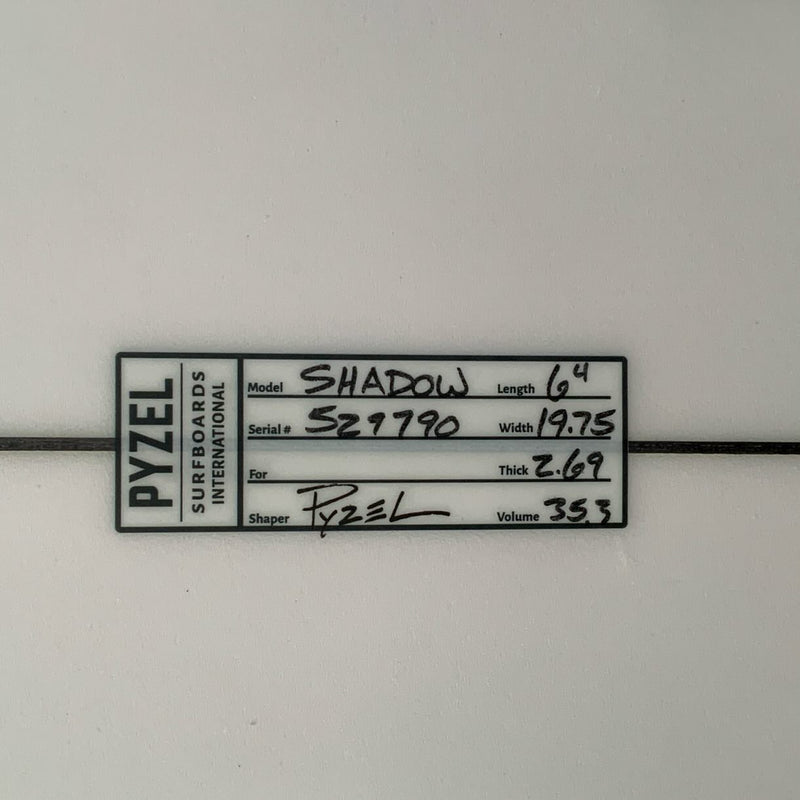 PYZEL
SURFBOARDS
INTERNATIONAL
Model SHADOW Length 6 4
Serial # 529790 Width 19.75
For Thick 2.69
Shaper PyZEL Volume 35.3